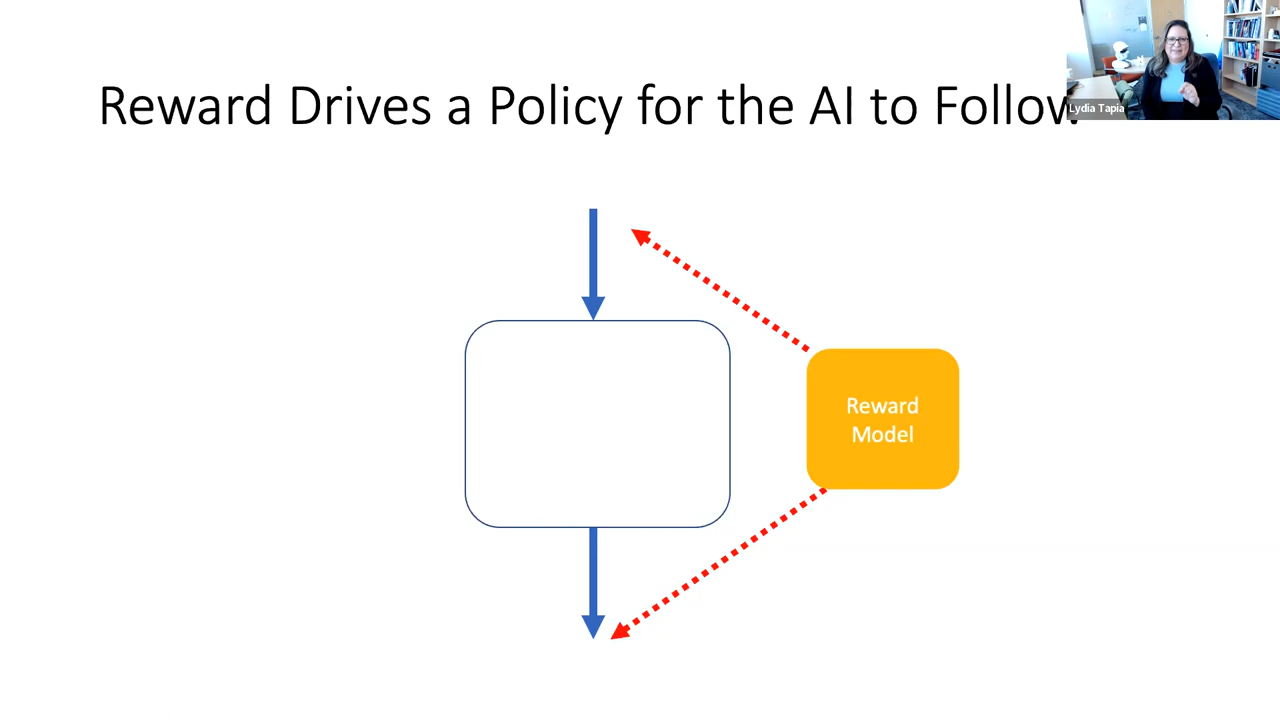 Reward Drives a Policy for the AI to Follow
Lydia Tapia
Reward
Model